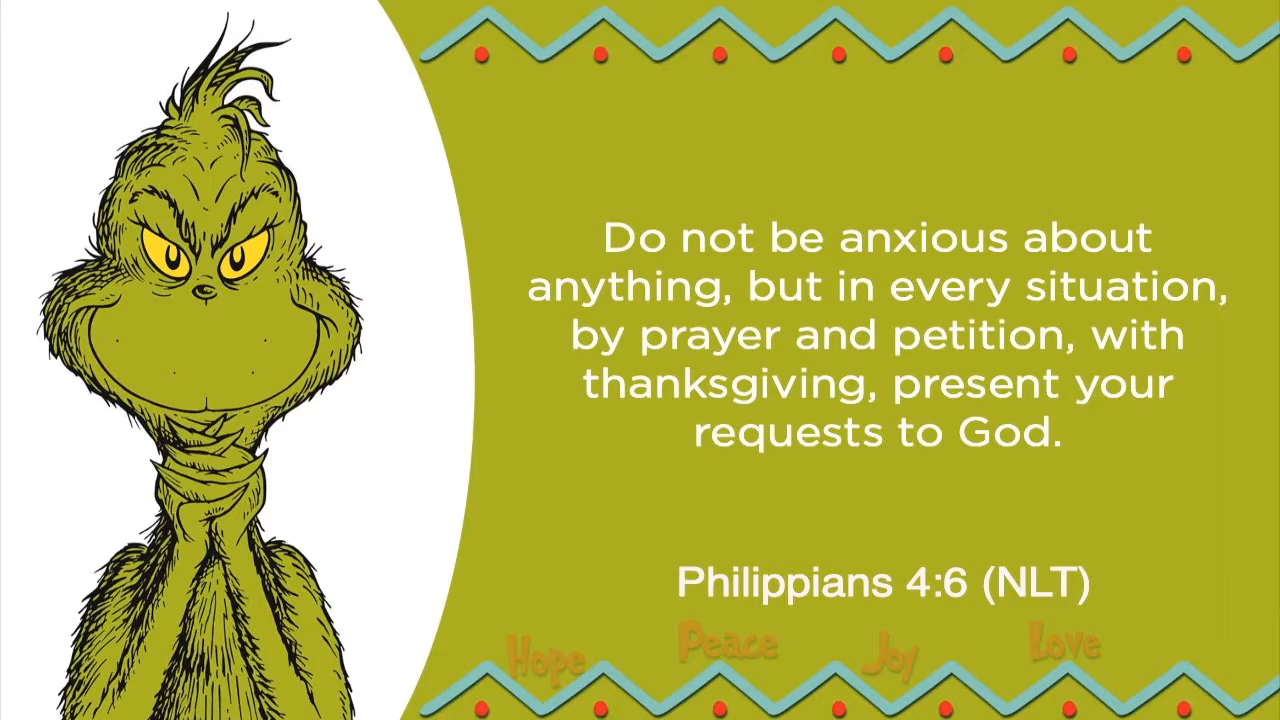 Do not be anxious about
anything, but in every situation,
by prayer and petition, with
thanksgiving, present your
requests to God.
Philippians 4:6 (NLT)
Hope Peace Joy Love